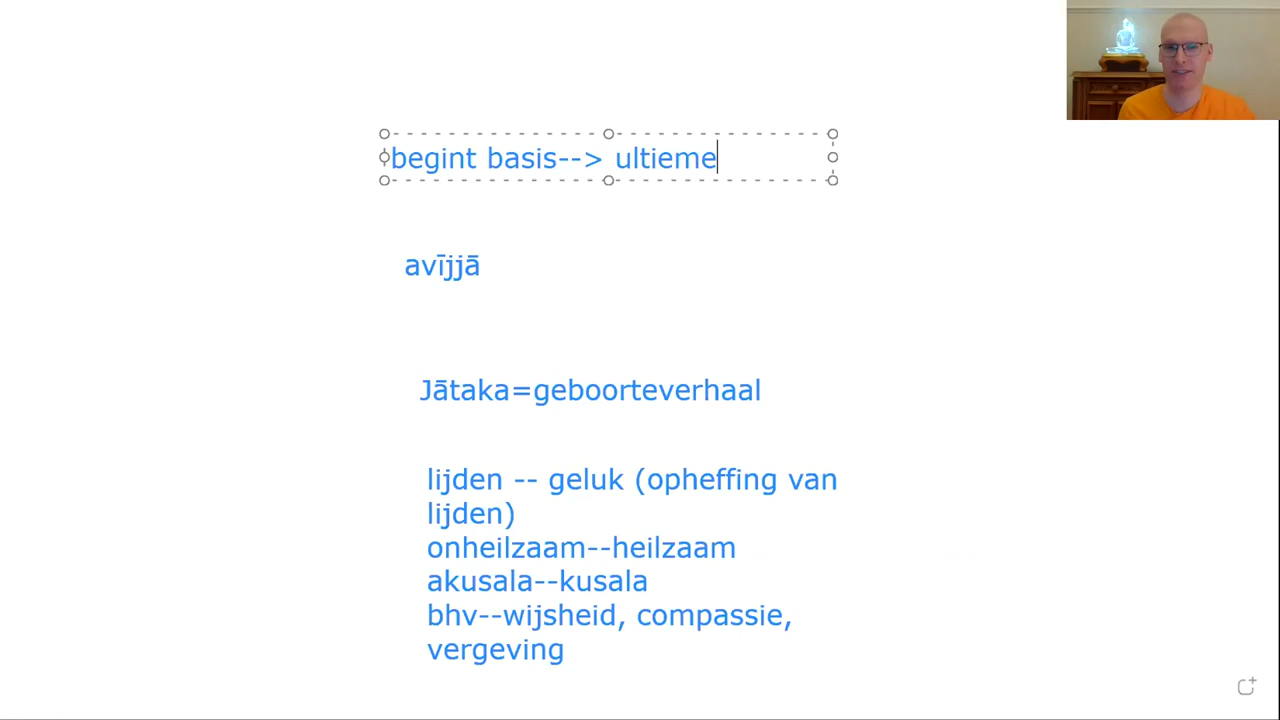 begint basis--> ultieme
avījjā
Jātaka=geboorteverhaal
lijden -- geluk (opheffing van
lijden)
onheilzaam--heilzaam
akusala--kusala
bhv--wijsheid, compassie,
vergeving